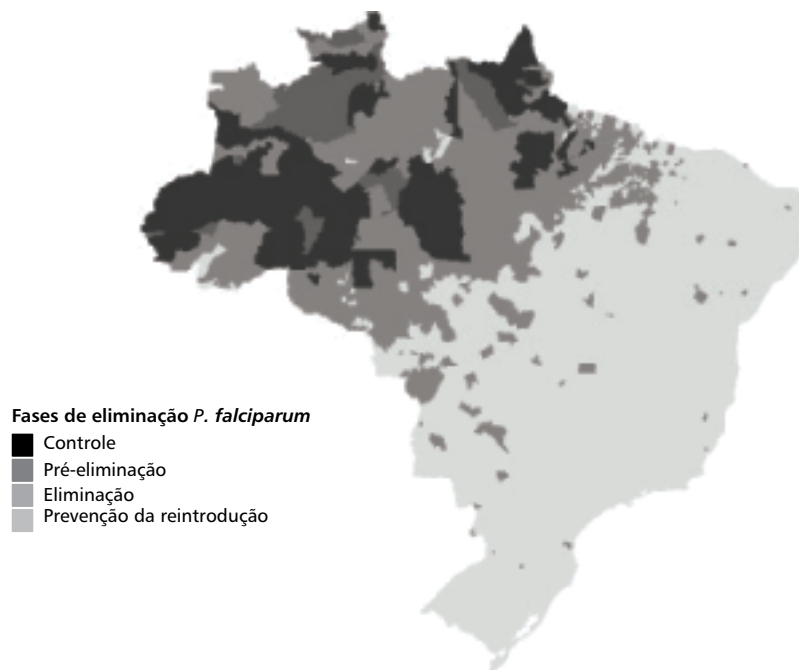 Fases de eliminação P. falciparum
Controle
Pré-eliminação
Eliminação
Prevenção da reintrodução